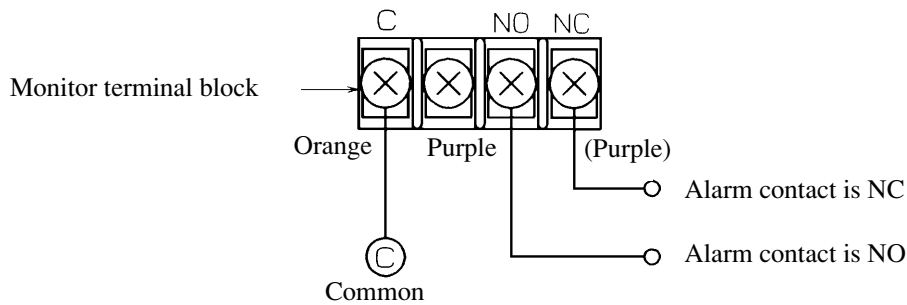 C NO NC
Monitor terminal block
Orange Purple (Purple)
Alarm contact is NC
Alarm contact is NO
C
Common